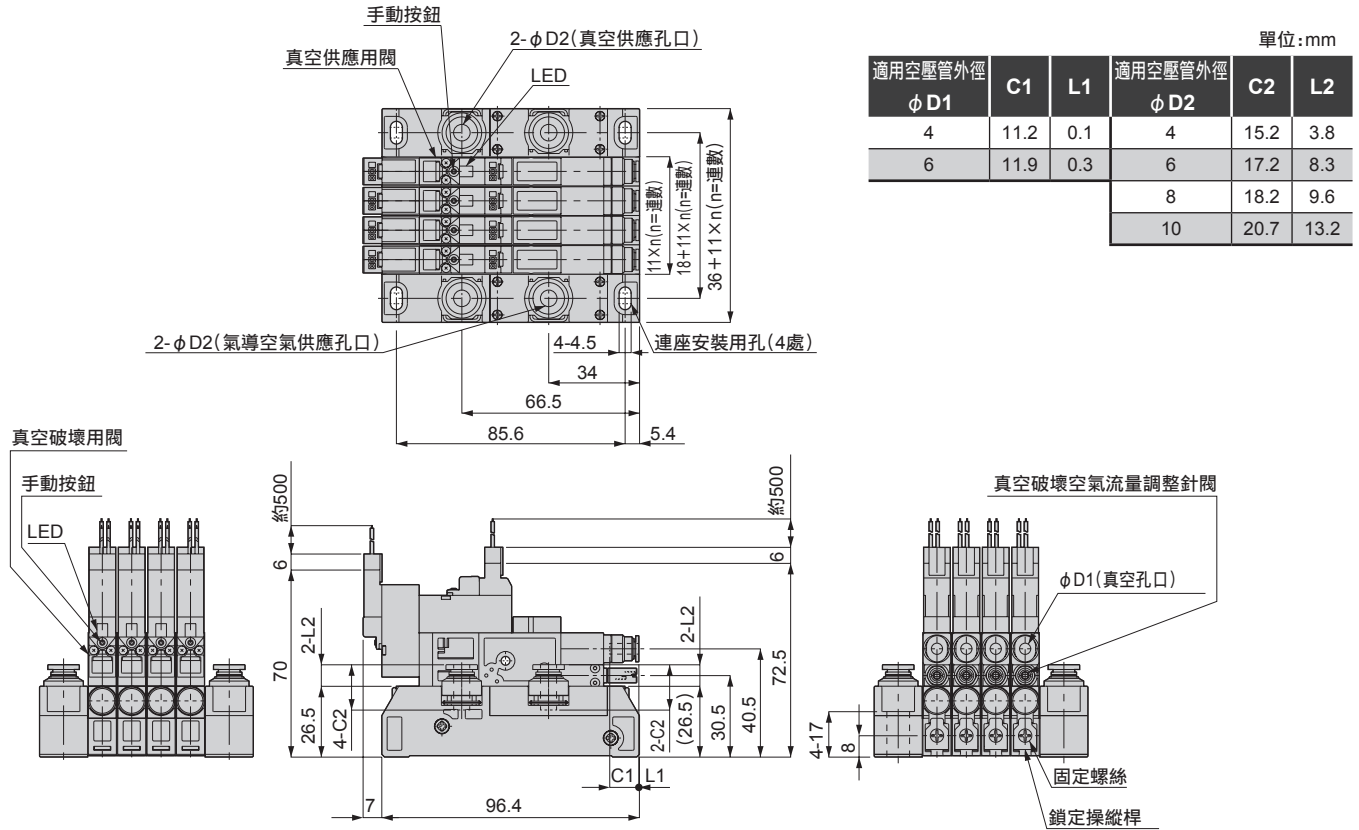 手動按鈕
2-φD2(真空供應孔口)
真空供應用閥
LED
11×n(n=連數)
18+11×n(n=連數)
36+11×n(n=連數)
2-φD2(氣導空氣供應孔口)
4-4.5
連座安裝用孔(4處)
34
66.5
85.6
5.4
單位:mm
適用空壓管外徑 φD1 C1 L1 適用空壓管外徑 φD2 C2 L2
4 11.2 0.1 4 15.2 3.8
6 11.9 0.3 6 17.2 8.3
8 18.2 9.6
10 20.7 13.2
真空破壞用閥
手動按鈕
LED
約500
6
70
2-L2
26.5
4-C2
約500
6
2-L2
72.5
2-C2
(26.5)
30.5
40.5
C1
L1
7
96.4
真空破壞空氣流量調整針閥
φD1(真空孔口)
4-17
8
固定螺絲
鎖定操縱桿